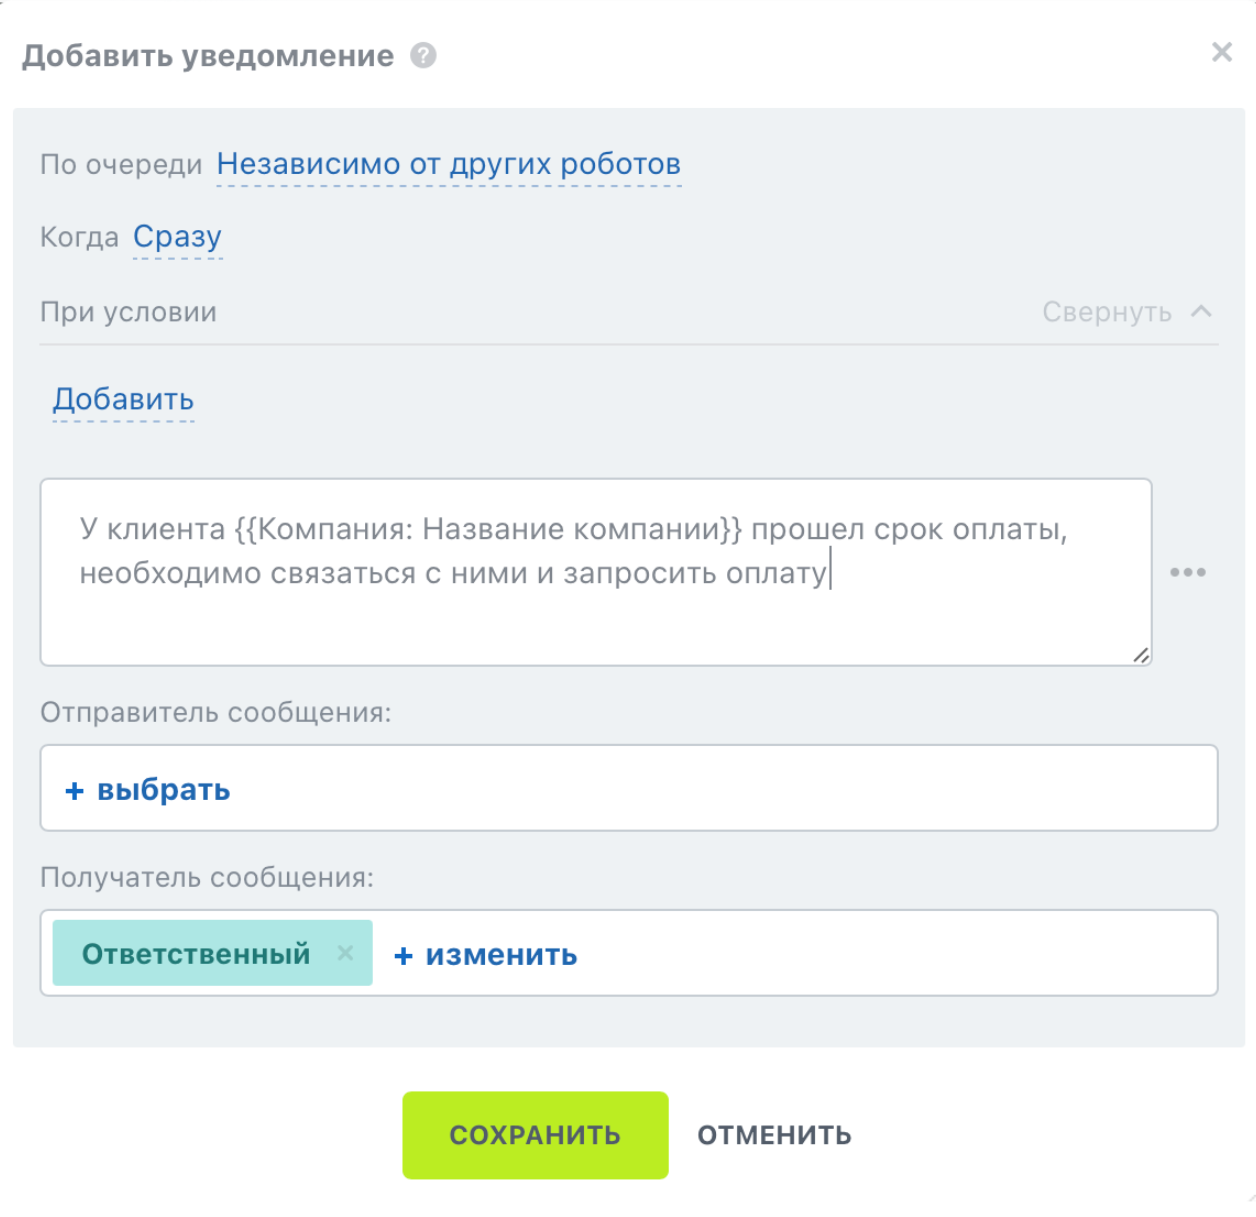 Добавить уведомление ?
По очереди Независимо от других роботов
Когда Сразу
При условии Свернуть
Добавить
У клиента {{Компания: Название компании}} прошел срок оплаты,
необходимо связаться с ними и запросить оплату
Отправитель сообщения:
+ выбрать
Получатель сообщения:
Ответственный × + изменить
СОХРАНИТЬ ОТМЕНИТЬ